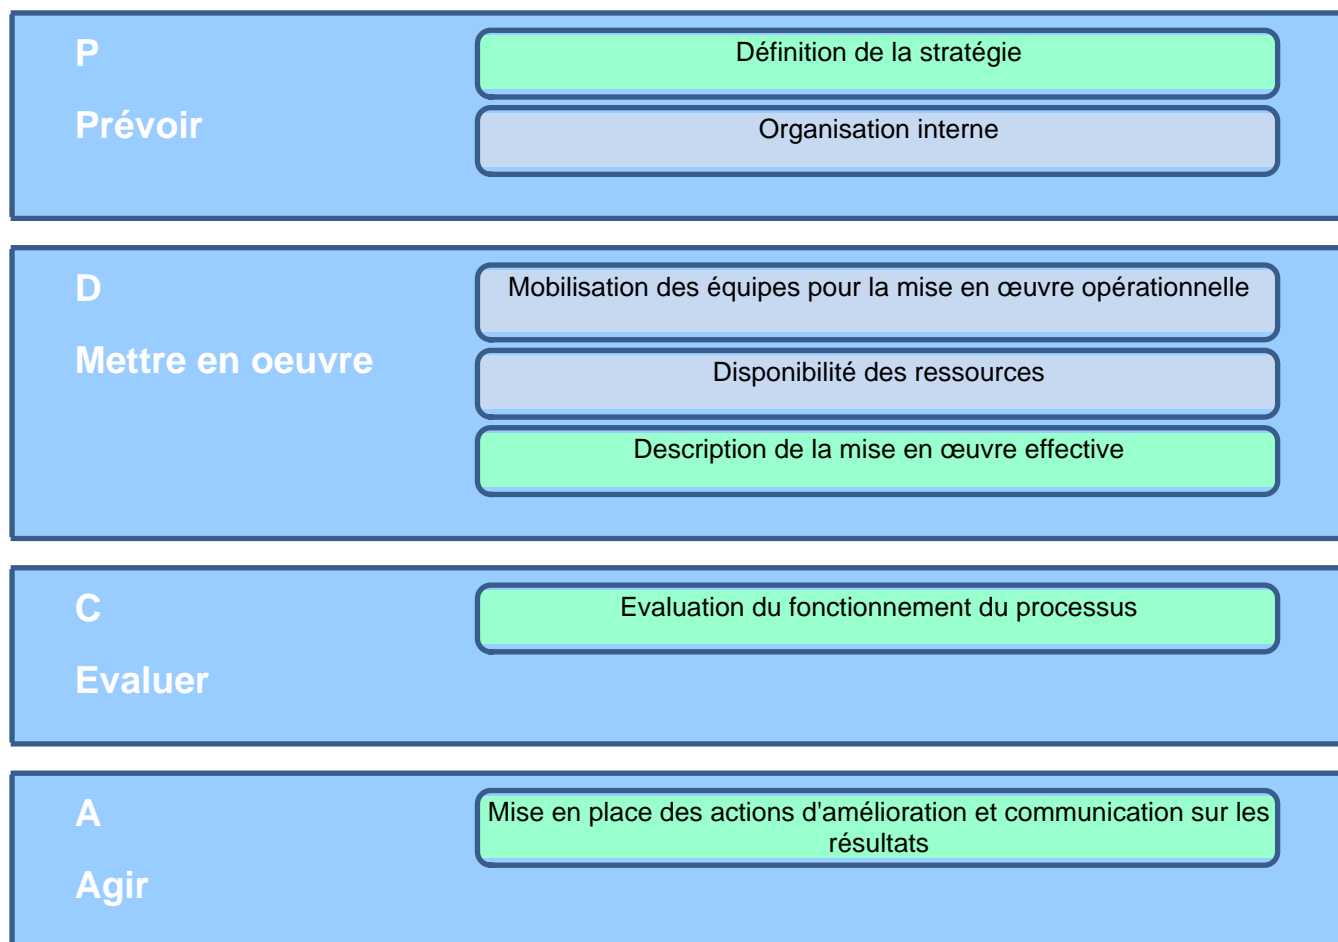 P
Prévoir
Définition de la stratégie
Organisation interne
D
Mettre en oeuvre
Mobilisation des équipes pour la mise en œuvre opérationnelle
Disponibilité des ressources
Description de la mise en œuvre effective
C
Evaluer
Evaluation du fonctionnement du processus
A
Agir
Mise en place des actions d'amélioration et communication sur les
résultats